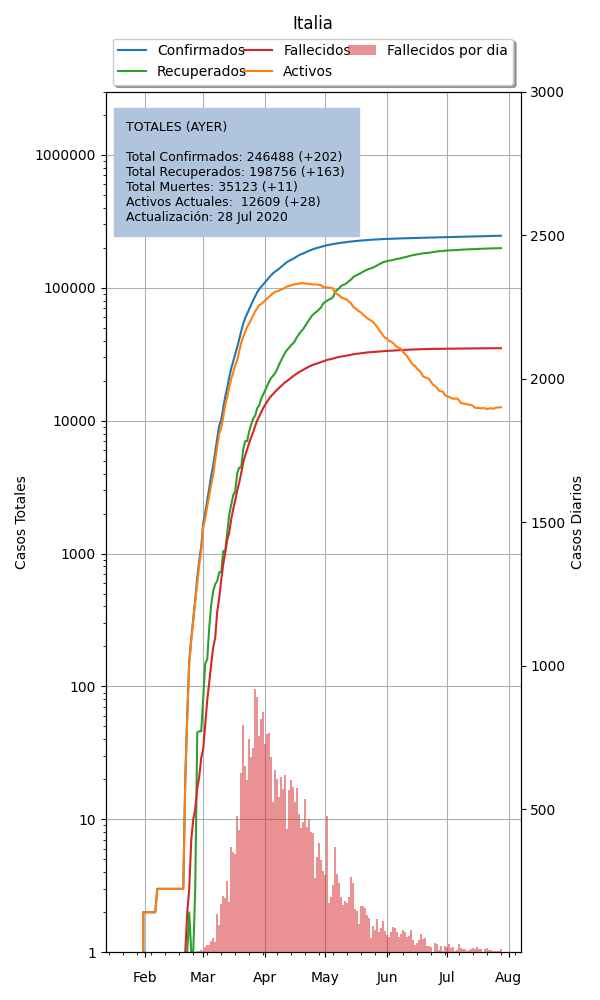 Italia
Confirmados Fallecidos Fallecidos por dia
Recuperados Activos
TOTALES (AYER)
Total Confirmados: 246488 (+202)
Total Recuperados: 198756 (+163)
Total Muertes: 35123 (+11)
Activos Actuales:  12609 (+28)
Actualización: 28 Jul 2020
1000000
100000
10000
1000
100
10
1
Casos Totales
3000
2500
2000
1500
1000
500
Casos Diarios
Feb Mar Apr May Jun Jul Aug